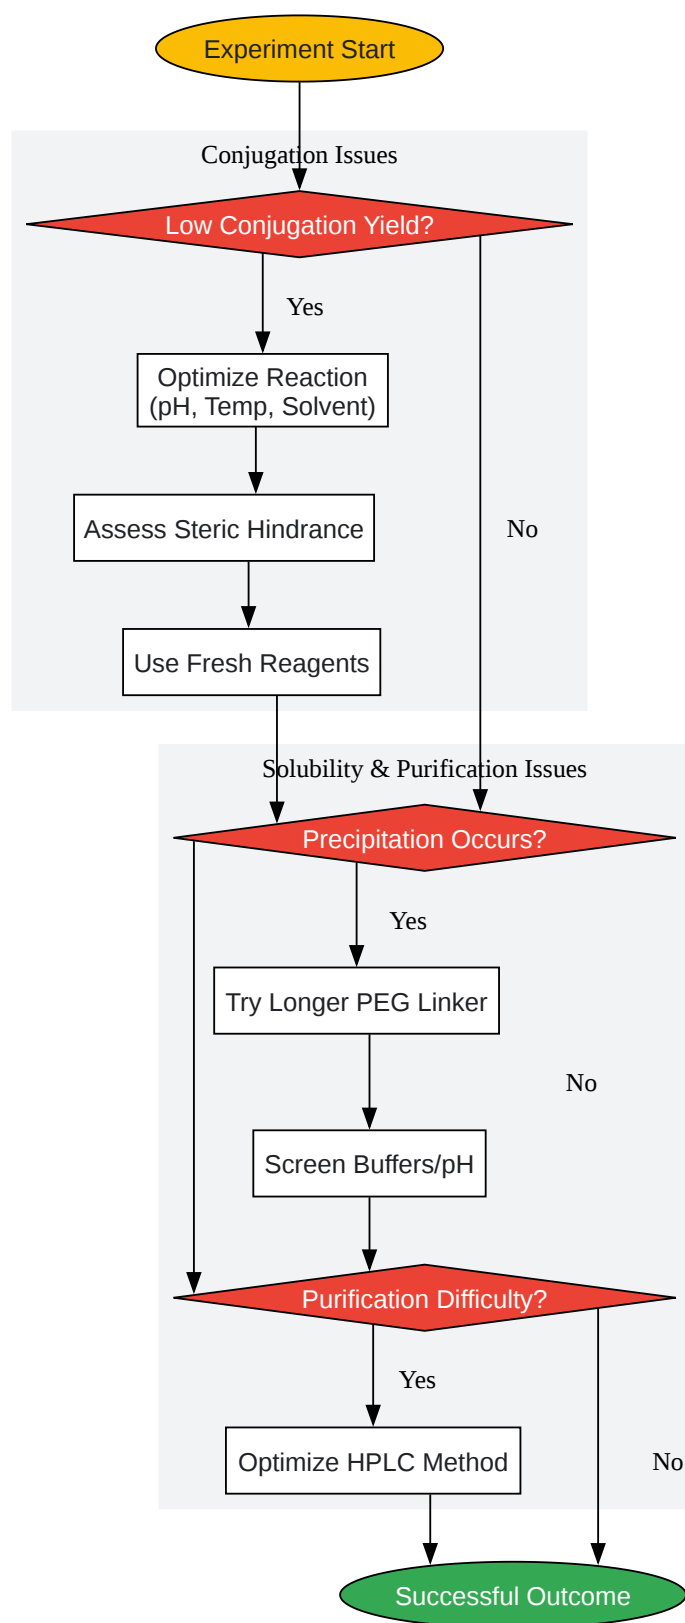 Experiment Start
Conjugation Issues
Low Conjugation Yield?
Yes
Optimize Reaction
(pH, Temp, Solvent)
Assess Steric Hindrance
No
Use Fresh Reagents
Solubility & Purification Issues
Precipitation Occurs?
Yes
Try Longer PEG Linker
No
Screen Buffers/pH
Purification Difficulty?
Yes
Optimize HPLC Method
No
Successful Outcome